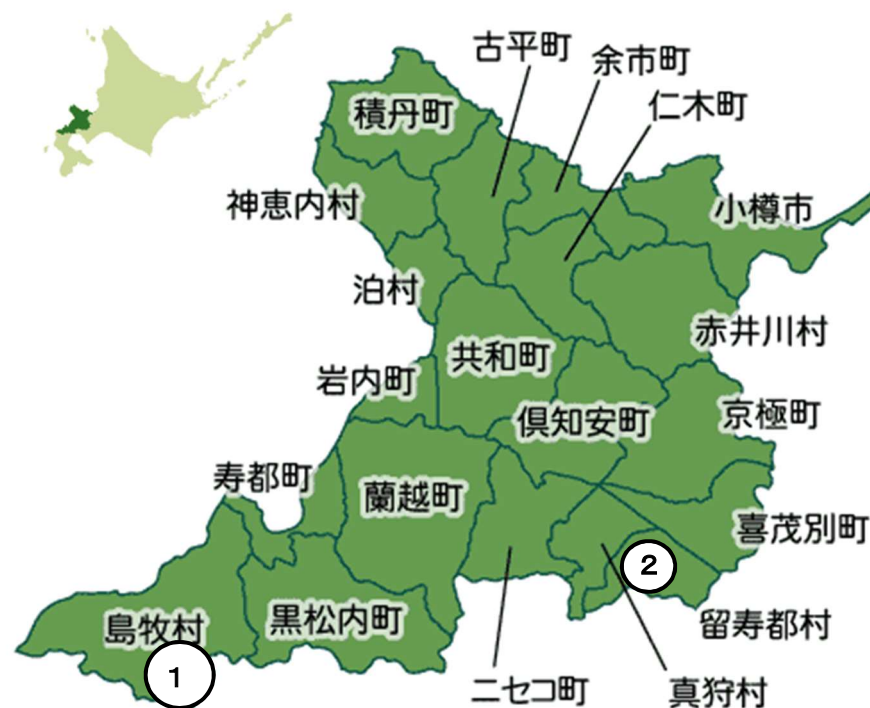 古平町
余市町
仁木町
積丹町
神恵内村
小樽市
泊村
赤井川村
共和町
岩内町
京極町
倶知安町
寿都町
蘭越町
喜茂別町
2
島牧村
黒松内町
留寿都村
1
ニセコ町
真狩村